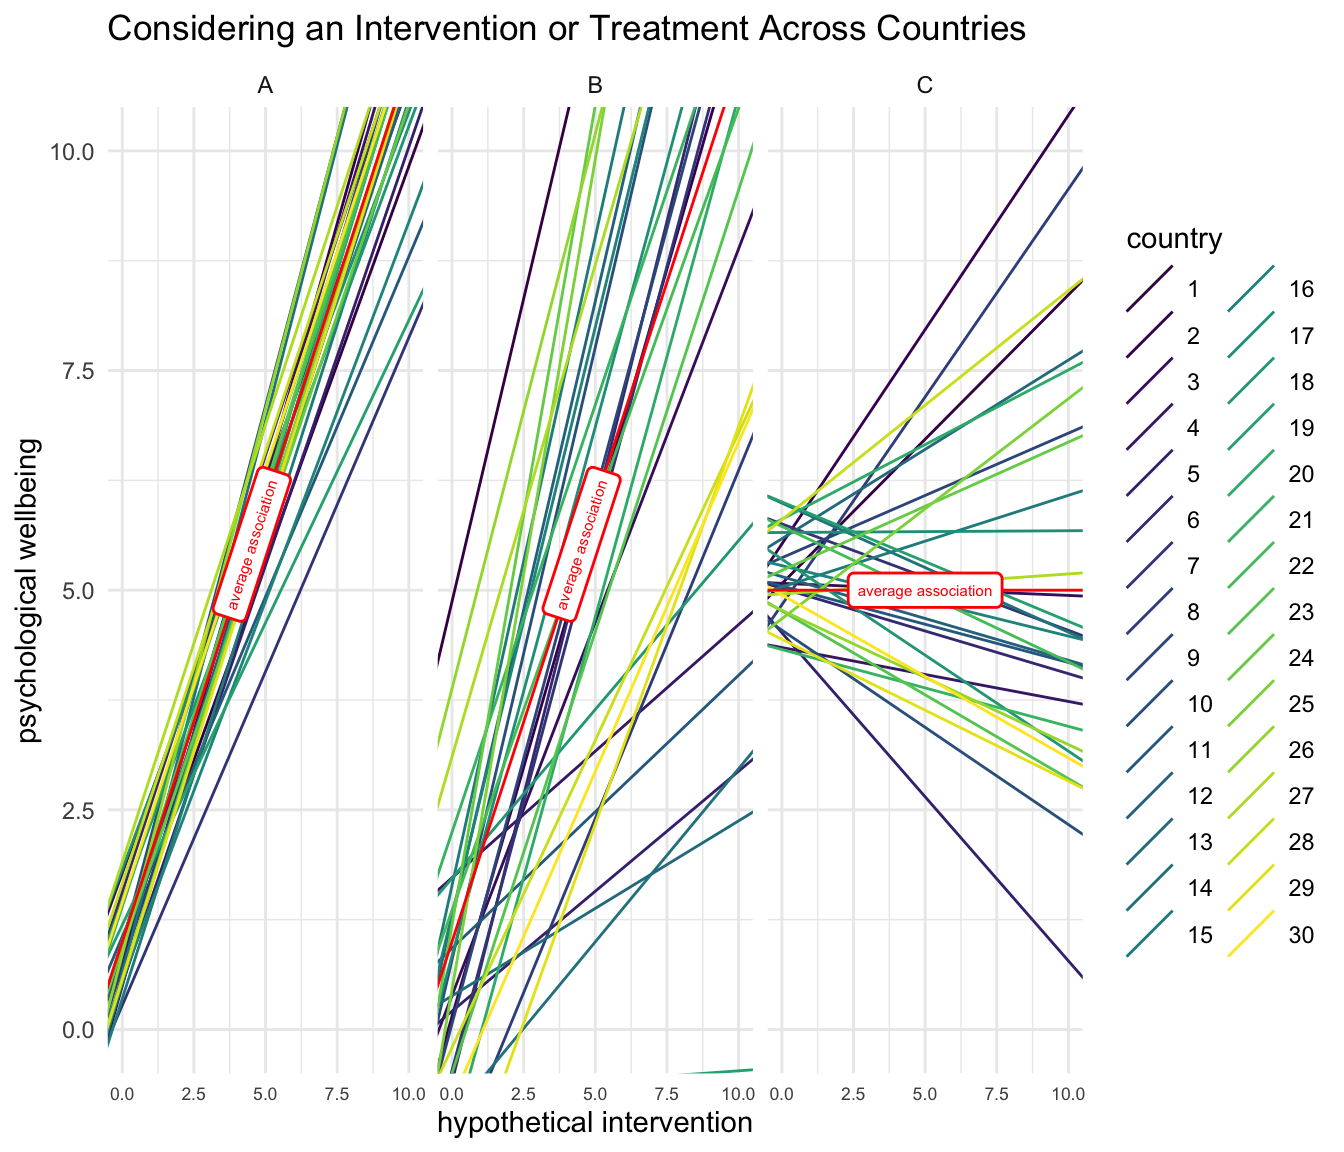 Considering an Intervention or Treatment Across Countries
A B C
10.0
7.5
5.0
2.5
0.0
psychological wellbeing
average association
average association
average association
0.0 2.5 5.0 7.5 10.0 0.0 2.5 5.0 7.5 10.0 0.0 2.5 5.0 7.5 10.0
hypothetical intervention
country
1 16
2 17
3 18
4 19
5 20
6 21
7 22
8 23
9 24
10 25
11 26
12 27
13 28
14 29
15 30